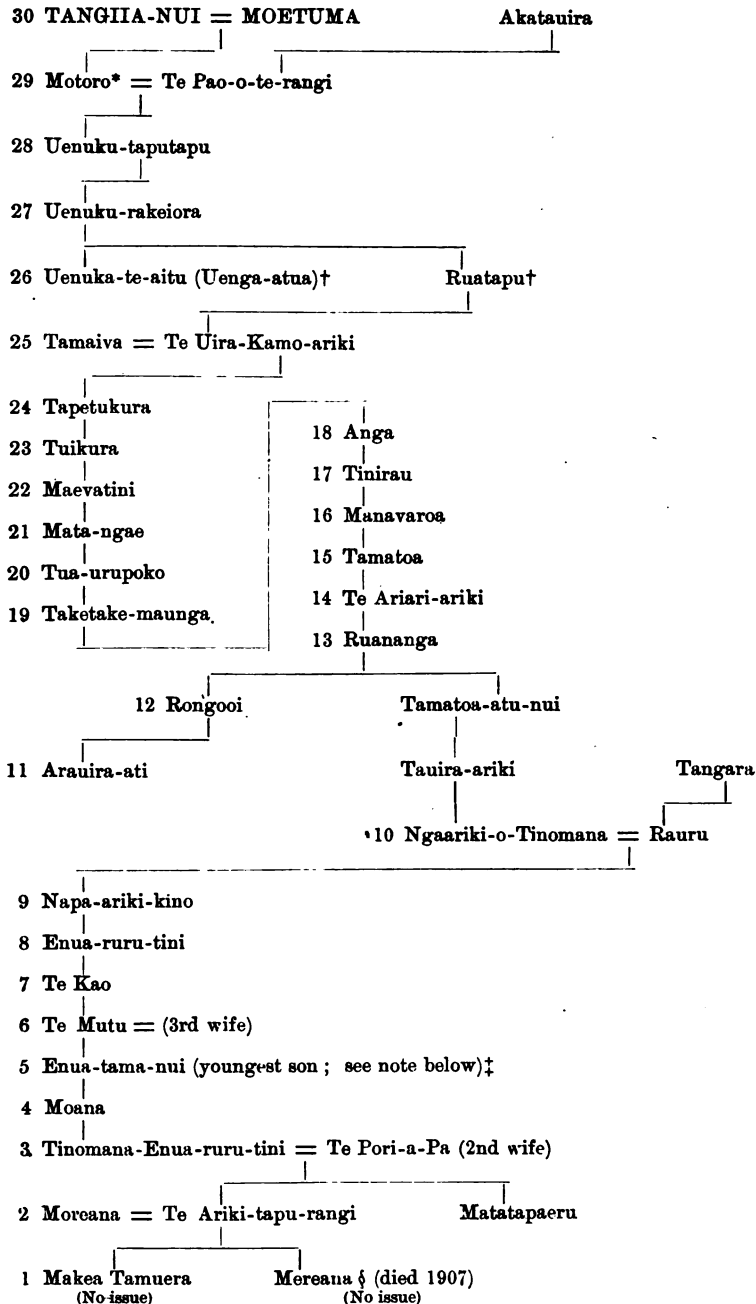 30 TANGIIA-NUI = MOETUMA Akatauira
29 Motoro* = Te Pao-o-te-rangi
28 Uenuku-taputapu
27 Uenuku-rakeiora
26 Uenuka-te-aitu (Uenga-atua)† Ruatapu†
25 Tamaiva = Te Uira-Kamo-ariki
24 Tapetukura
23 Tuikura
22 Maevatini
21 Mata-ngae
20 Tua-urupoko
19 Taketake-maunga
18 Anga
17 Tinirau
16 Manavaroa
15 Tamatoa
14 Te Ariari-ariki
13 Ruananga
12 Rongooi Tamatoa-atu-nui
11 Arauira-ati Tauira-ariki Tangara
10 Ngaariki-o-Tinomana = Rauru
9 Napa-ariki-kino
8 Enua-ruru-tini
7 Te Kao
6 Te Mutu = (3rd wife)
5 Enua-tama-nui (youngest son ; see note below)‡
4 Moana
3 Tinomana-Enua-ruru-tini = Te Pori-a-Pa (2nd wife)
2 Moreana = Te Ariki-tapu-rangi Matatapaeru
1 Makea Tamuera Mereana § (died 1907)
(No issue) (No issue)